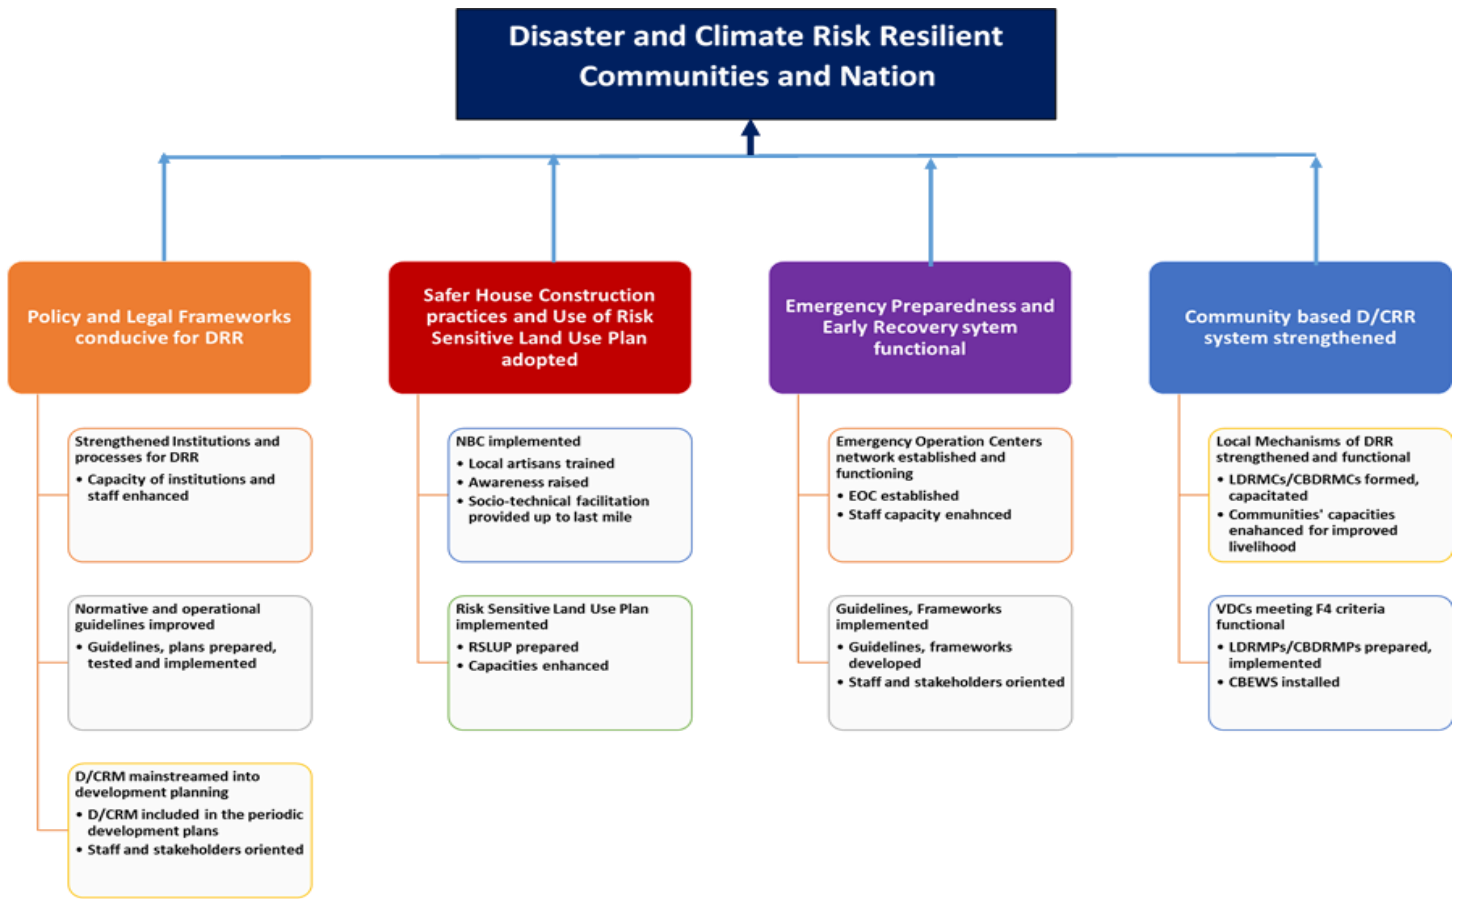 Disaster and Climate Risk Resilient
Communities and Nation
Policy and Legal Frameworks
conducive for DRR
Strengthened Institutions and
processes for DRR
• Capacity of institutions and
staff enhanced
Normative and operational
guidelines improved
• Guidelines, plans prepared,
tested and implemented
D/CRM mainstreamed into
development planning
• D/CRM included in the periodic
development plans
• Staff and stakeholders oriented
Safer House Construction
practices and Use of Risk
Sensitive Land Use Plan
adopted
NBC implemented
• Local artisans trained
• Awareness raised
• Socio-technical facilitation
provided up to last mile
Risk Sensitive Land Use Plan
implemented
• RSLUP prepared
• Capacities enhanced
Emergency Preparedness and
Early Recovery sytem
functional
Emergency Operation Centers
network established and
functioning
• EOC established
• Staff capacity enahnced
Guidelines, Frameworks
implemented
• Guidelines, frameworks
developed
• Staff and stakeholders oriented
Community based D/CRR
system strengthened
Local Mechanisms of DRR
strengthened and functional
• LDRMCs/CBDRMCs formed,
capacitated
• Communities' capacities
enahanced for improved
livelihood
VDCs meeting F4 criteria
functional
• LDRMPs/CBDRMPs prepared,
implemented
• CBEWS installed